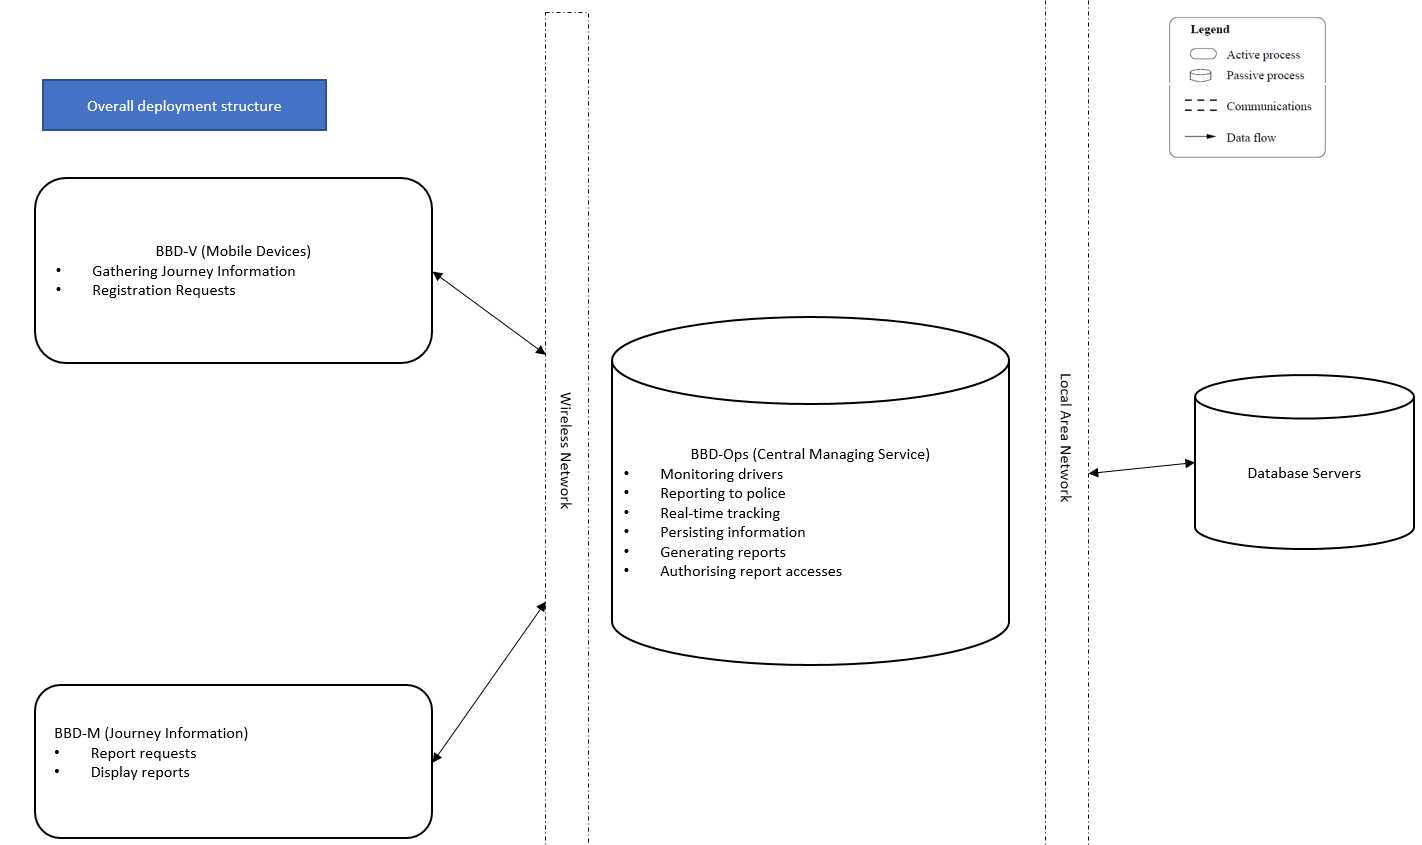 Overall deployment structure
Legend
Active process
Passive process
Communications
Data flow
BBD-V (Mobile Devices)
• Gathering Journey Information
• Registration Requests
Wireless Network
BBD-Ops (Central Managing Service)
• Monitoring drivers
• Reporting to police
• Real-time tracking
• Persisting information
• Generating reports
• Authorising report accesses
Local Area Network
Database Servers
BBD-M (Journey Information)
• Report requests
• Display reports